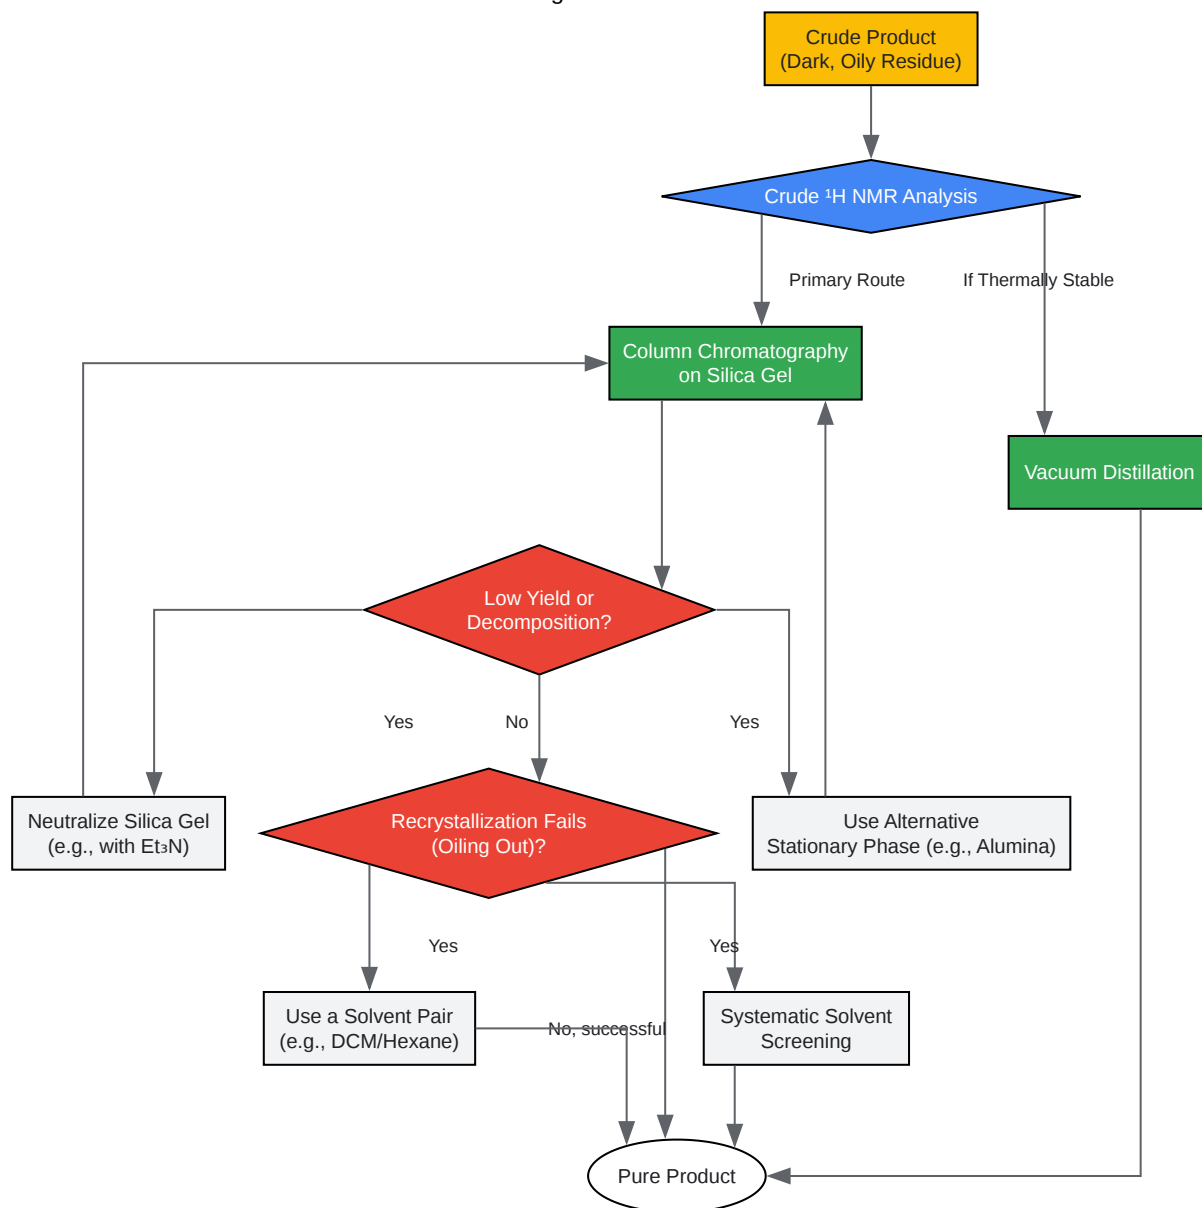 Crude Product
(Dark, Oily Residue)
Crude ¹H NMR Analysis
Primary Route
If Thermally Stable
Column Chromatography
on Silica Gel
Vacuum Distillation
Low Yield or
Decomposition?
Yes
No
Yes
Neutralize Silica Gel
(e.g., with Et₃N)
Recrystallization Fails
(Oiling Out)?
Use Alternative
Stationary Phase (e.g., Alumina)
Yes
Yes
Use a Solvent Pair
(e.g., DCM/Hexane)
No, successful
Systematic Solvent
Screening
Pure Product